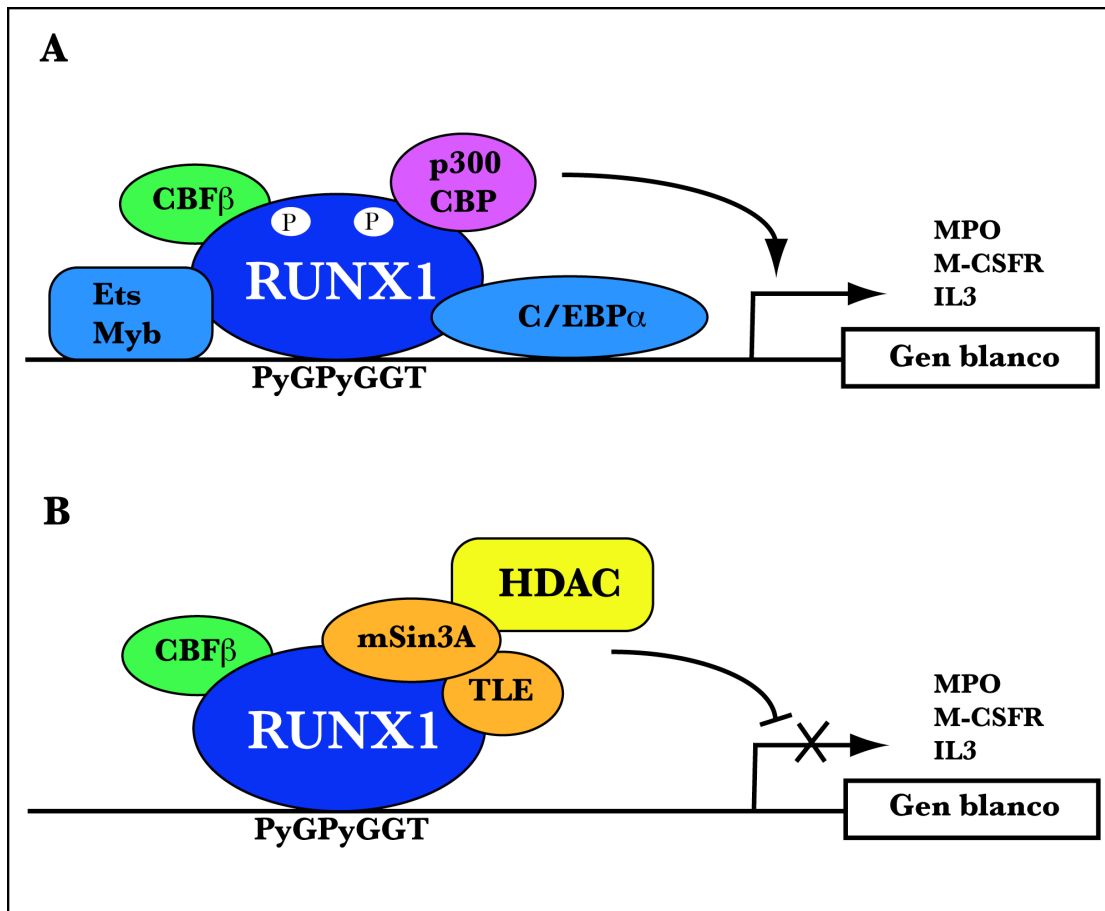 A
p300
CBP
CBFβ
P P
RUNX1
Ets
Myb
C/EBPα
PyGPyGGT
MPO
M-CSFR
IL3
Gen blanco
B
HDAC
mSin3A
CBFβ
TLE
RUNX1
PyGPyGGT
MPO
M-CSFR
IL3
Gen blanco